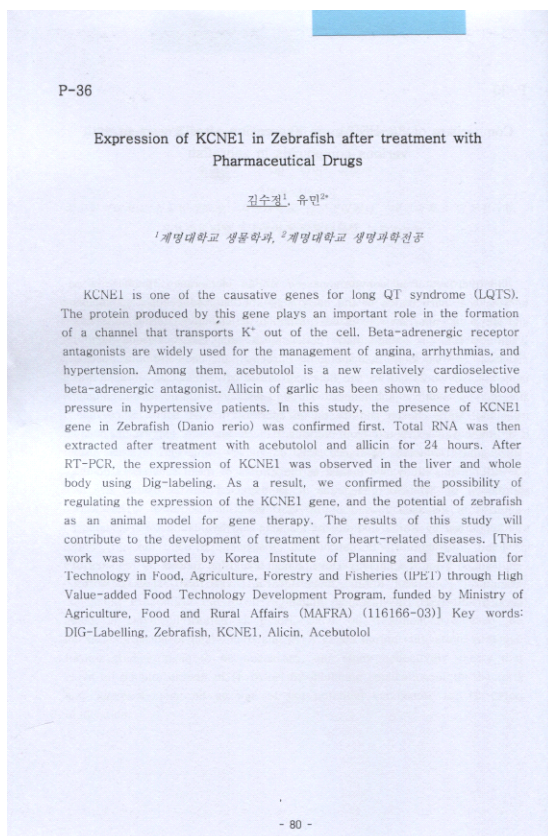 P-36
Expression of KCNE1 in Zebrafish after treatment with
Pharmaceutical Drugs
김수정¹, 유민²*
¹계명대학교 생물학과, ²계명대학교 생명과학전공
KCNE1 is one of the causative genes for long QT syndrome (LQTS).
The protein produced by this gene plays an important role in the formation
of a channel that transports K⁺ out of the cell. Beta-adrenergic receptor
antagonists are widely used for the management of angina, arrhythmias, and
hypertension. Among them, acebutolol is a new relatively cardioselective
beta-adrenergic antagonist. Allicin of garlic has been shown to reduce blood
pressure in hypertensive patients. In this study, the presence of KCNE1
gene in Zebrafish (Danio rerio) was confirmed first. Total RNA was then
extracted after treatment with acebutolol and allicin for 24 hours. After
RT-PCR, the expression of KCNE1 was observed in the liver and whole
body using Dig-labeling. As a result, we confirmed the possibility of
regulating the expression of the KCNE1 gene, and the potential of zebrafish
as an animal model for gene therapy. The results of this study will
contribute to the development of treatment for heart-related diseases. [This
work was supported by Korea Institute of Planning and Evaluation for
Technology in Food, Agriculture, Forestry and Fisheries (IPET) through High
Value-added Food Technology Development Program, funded by Ministry of
Agriculture, Food and Rural Affairs (MAFRA) (116166-03)] Key words:
DIG-Labelling, Zebrafish, KCNE1, Alicin, Acebutolol
- 80 -